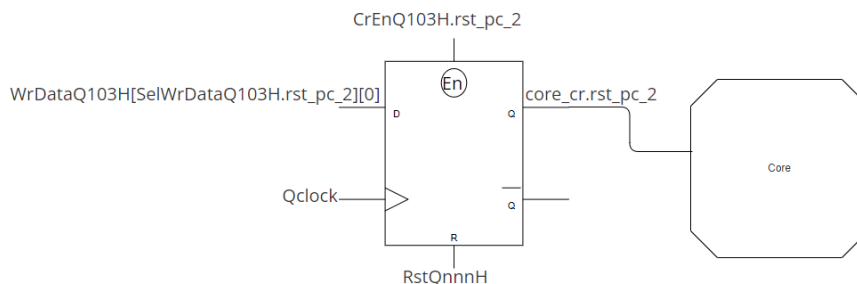 CrEnQ103H.rst_pc_2
En
WrDataQ103H[SelWrDataQ103H.rst_pc_2][0]
core_cr.rst_pc_2
D
Q
Core
Qclock
Q
R
RstQnnnH